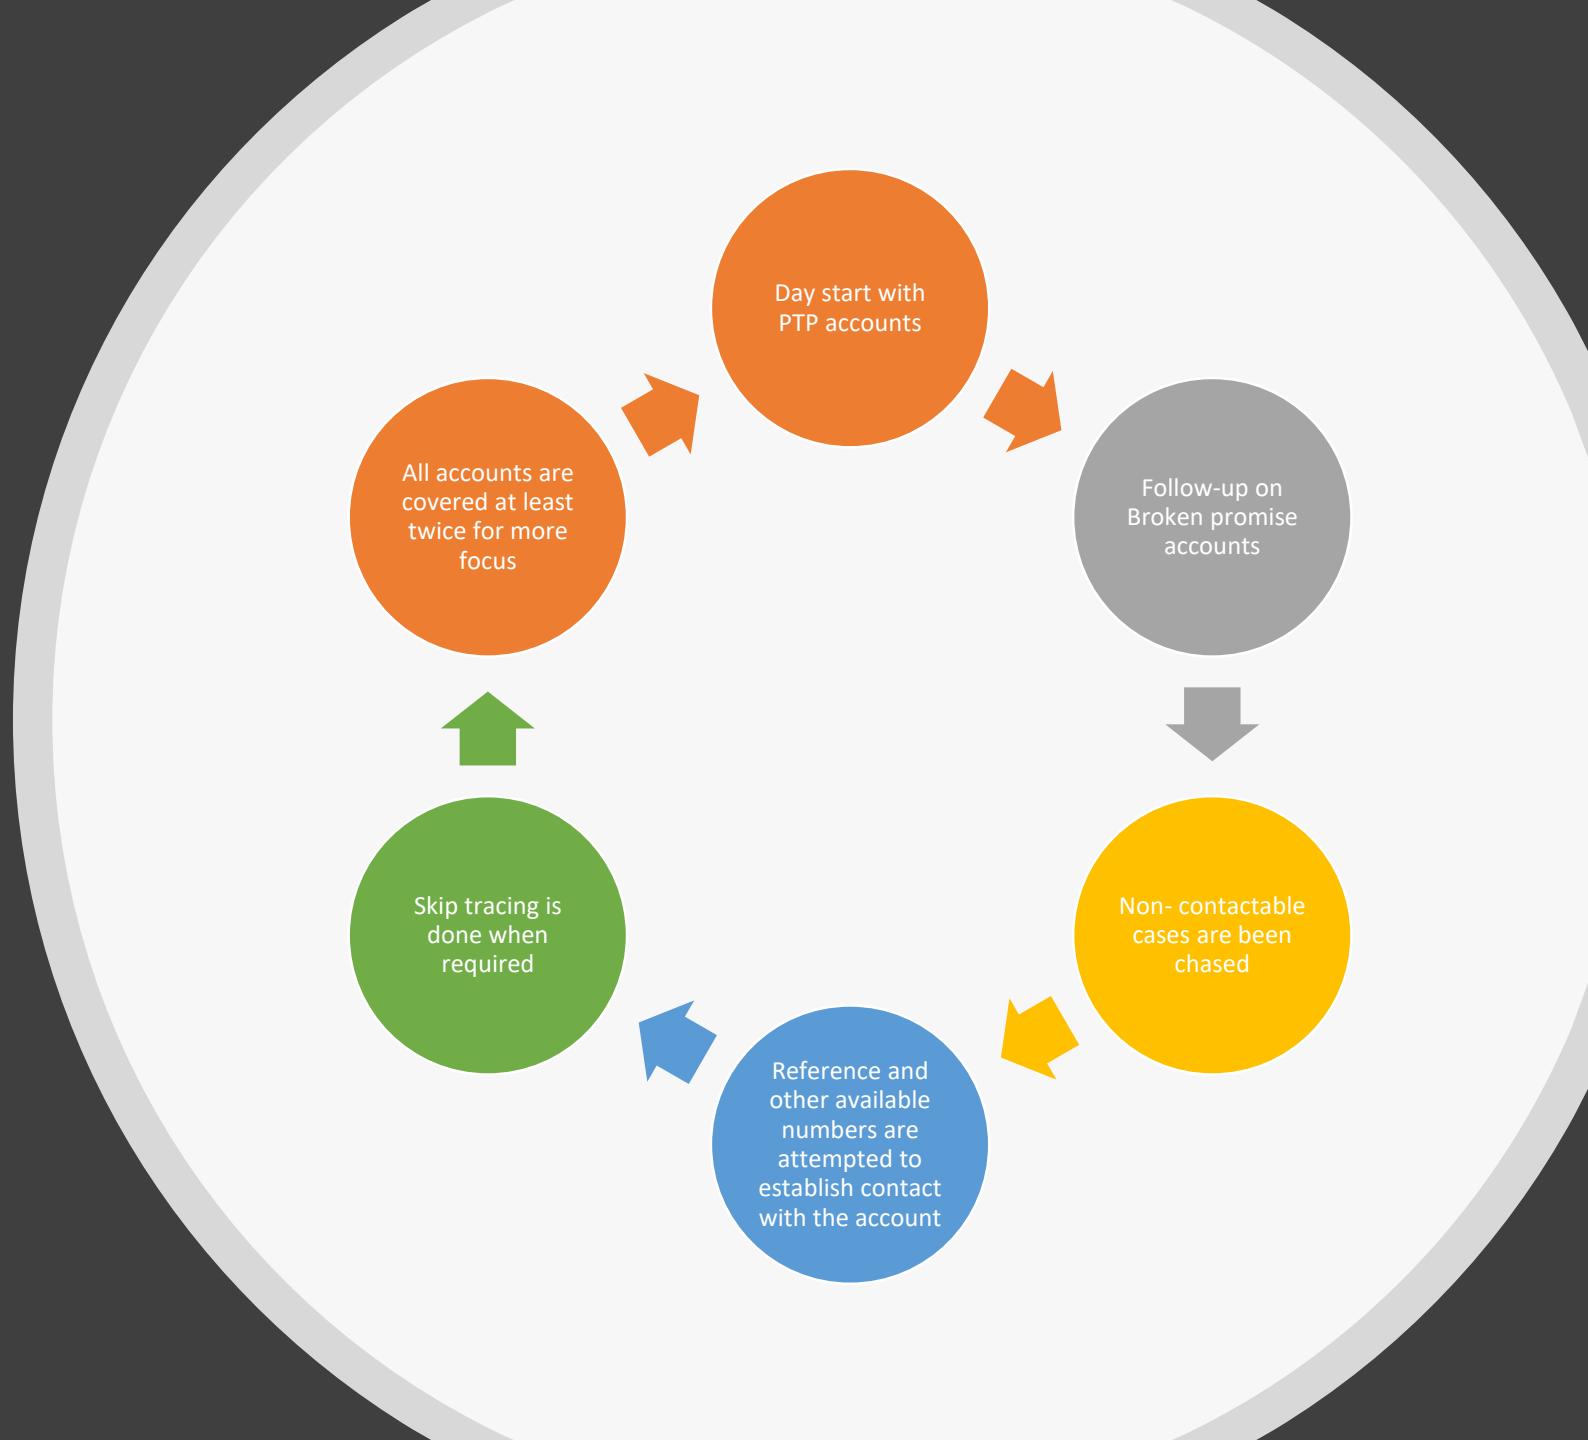 Day start with
PTP accounts
Follow-up on
Broken promise
accounts
Non- contactable
cases are been
chased
Reference and
other available
numbers are
attempted to
establish contact
with the account
Skip tracing is
done when
required
All accounts are
covered at least
twice for more
focus